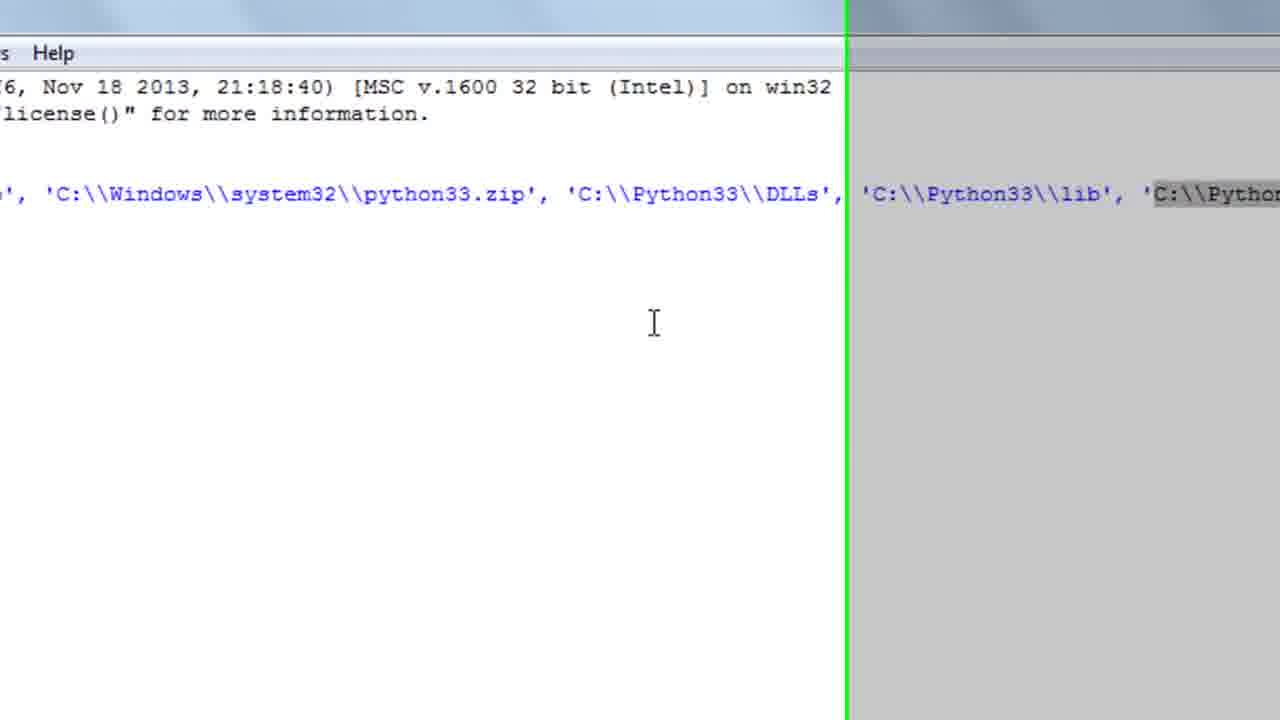 s Help
6, Nov 18 2013, 21:18:40) [MSC v.1600 32 bit (Intel)] on win32
"license()" for more information.
', 'C:\\Windows\\system32\\python33.zip', 'C:\\Python33\\DLLs', 'C:\\Python33\\lib', 'C:\\Python